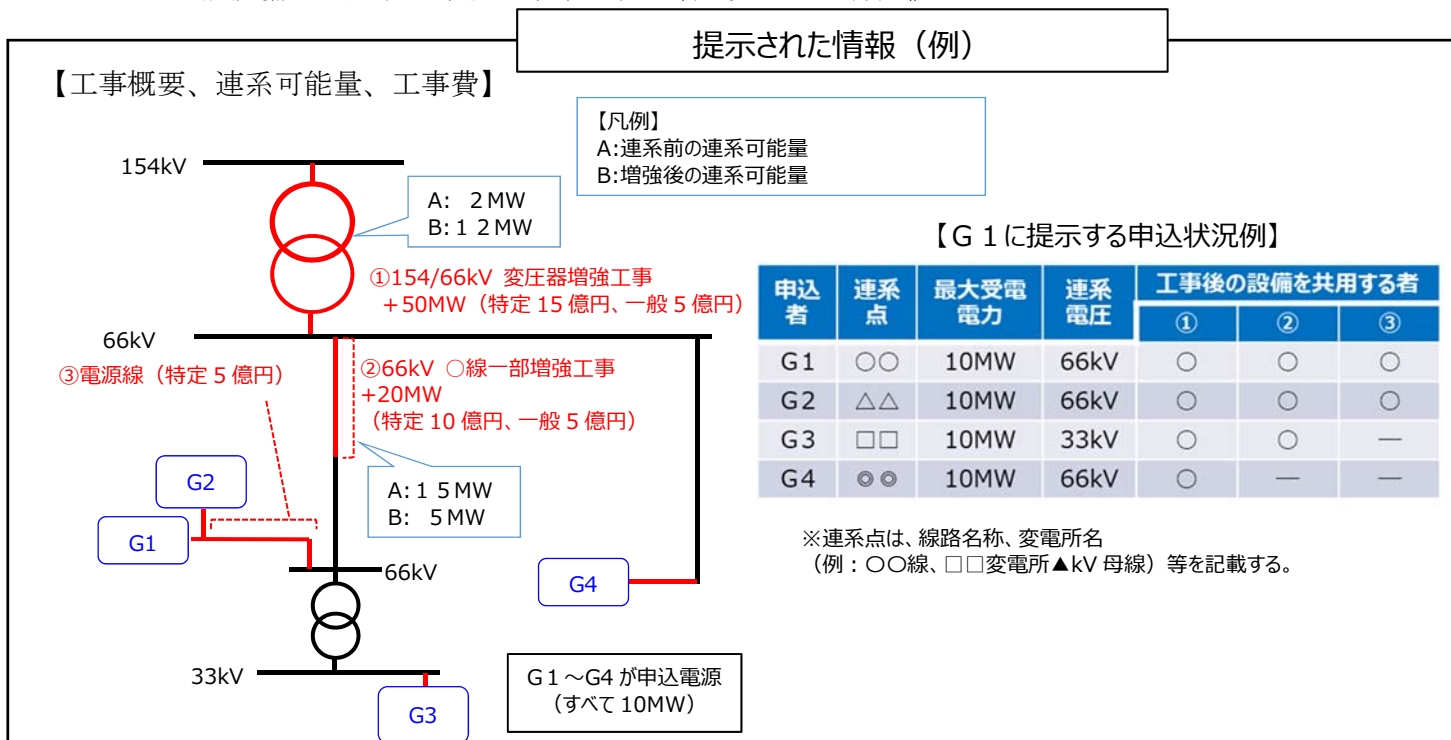 提示された情報（例）
【工事概要、連系可能量、工事費】
【凡例】
A:連系前の連系可能量
B:増強後の連系可能量
154kV
A: 2MW
B:12MW
①154/66kV 変圧器増強工事
+50MW（特定 15 億円、一般 5 億円）
66kV
③電源線（特定 5 億円）
②66kV ○線一部増強工事
+20MW
（特定 10 億円、一般 5 億円）
A:15MW
B: 5MW
G2
G1
66kV
G4
33kV
G3
G1～G4 が申込電源
（すべて 10MW）
【G1に提示する申込状況例】
申込者 連系点 最大受電電力 連系電圧 工事後の設備を共用する者
① ② ③
G1 ○○ 10MW 66kV ○ ○ ○
G2 △△ 10MW 66kV ○ ○ ○
G3 □□ 10MW 33kV ○ ○ ―
G4 ◎◎ 10MW 66kV ○ ― ―
※連系点は、線路名称、変電所名
（例：○○線、□□変電所▲kV 母線）等を記載する。